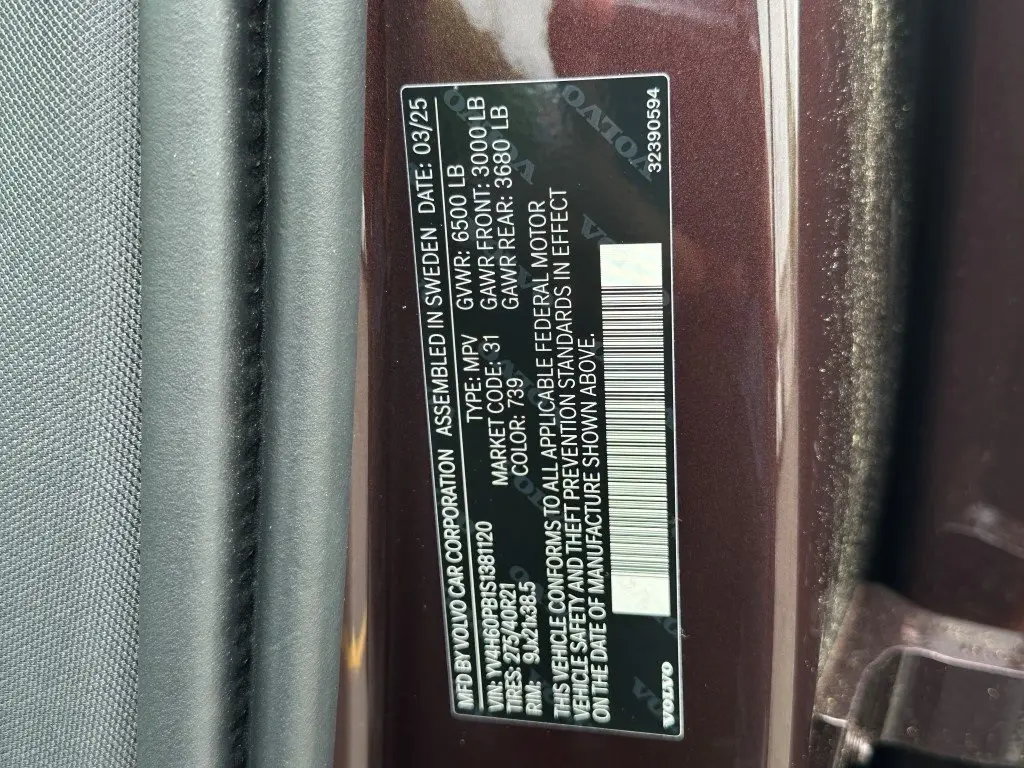 MFD BY VOLVO CAR CORPORATION ASSEMBLED IN SWEDEN DATE: 03/25
VIN: YV4H60PB1S1381120 TYPE: MPV GVWR: 6500 LB
TIRES: 275/40R21 MARKET CODE: 31 GAWR FRONT: 3000 LB
RIM: 9Jx21x38.5 COLOR: 739 GAWR REAR: 3680 LB
THIS VEHICLE CONFORMS TO ALL APPLICABLE FEDERAL MOTOR
VEHICLE SAFETY AND THEFT PREVENTION STANDARDS IN EFFECT
ON THE DATE OF MANUFACTURE SHOWN ABOVE.
VOLVO 32390594